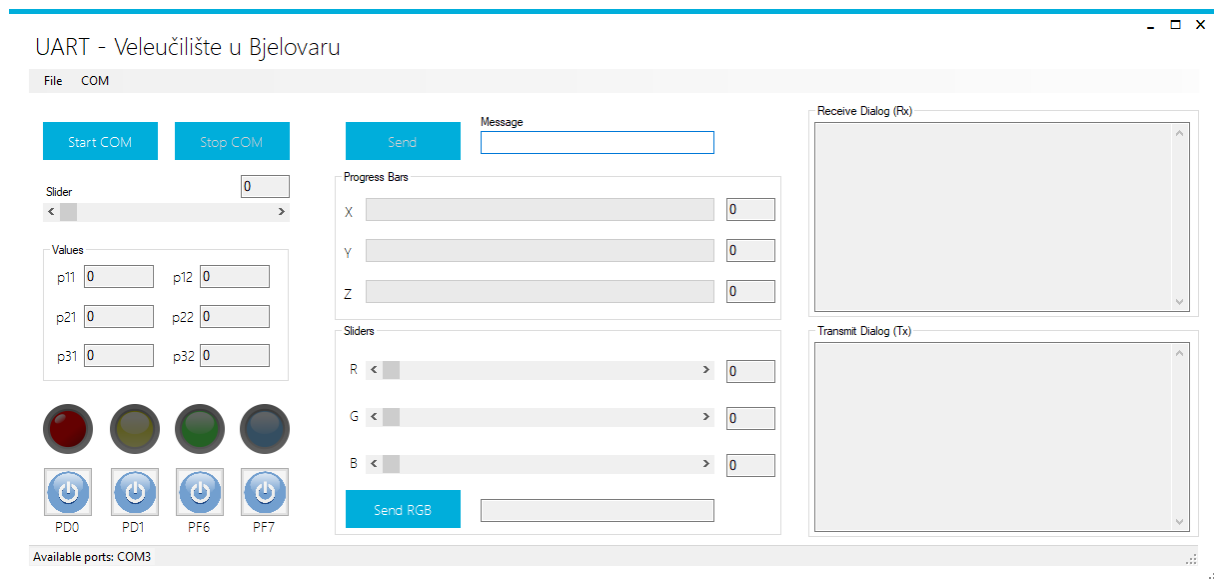 UART - Veleučilište u Bjelovaru
File COM
Start COM Stop COM
Slider 0
Values
p11 0 p12 0
p21 0 p22 0
p31 0 p32 0
PD0 PD1 PF6 PF7
Send Message
Progress Bars
X 0
Y 0
Z 0
Sliders
R 0
G 0
B 0
Send RGB
Receive Dialog (Rx)
Transmit Dialog (Tx)
Available ports: COM3